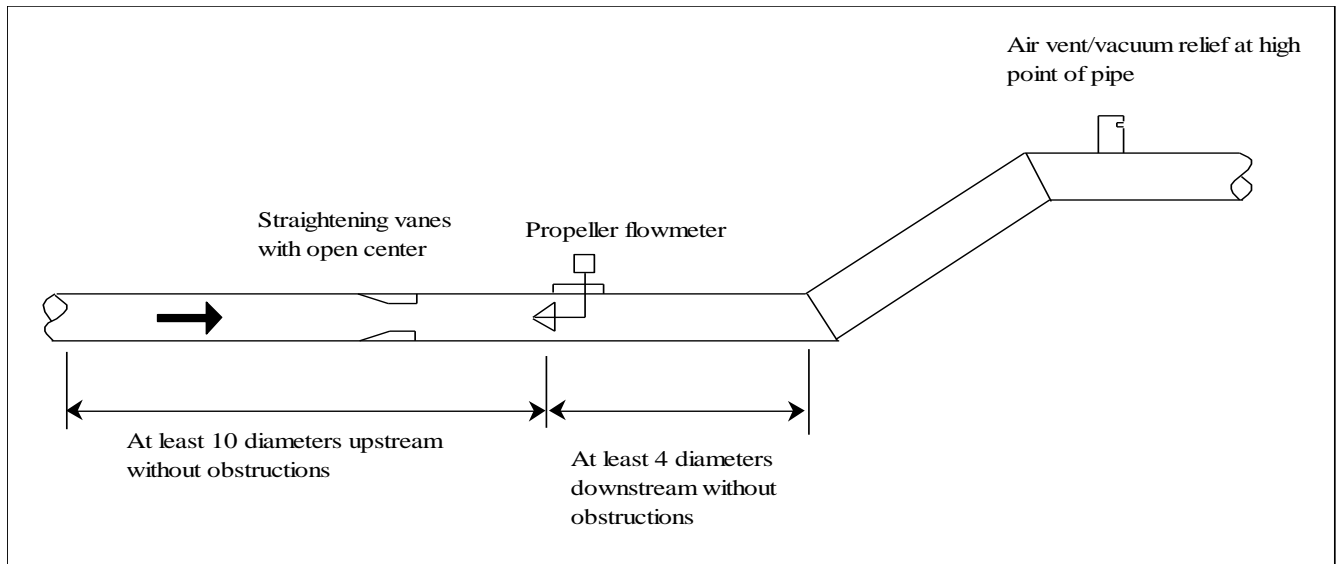 Air vent/vacuum relief at high
point of pipe
Straightening vanes
with open center
Propeller flowmeter
At least 10 diameters upstream
without obstructions
At least 4 diameters
downstream without
obstructions